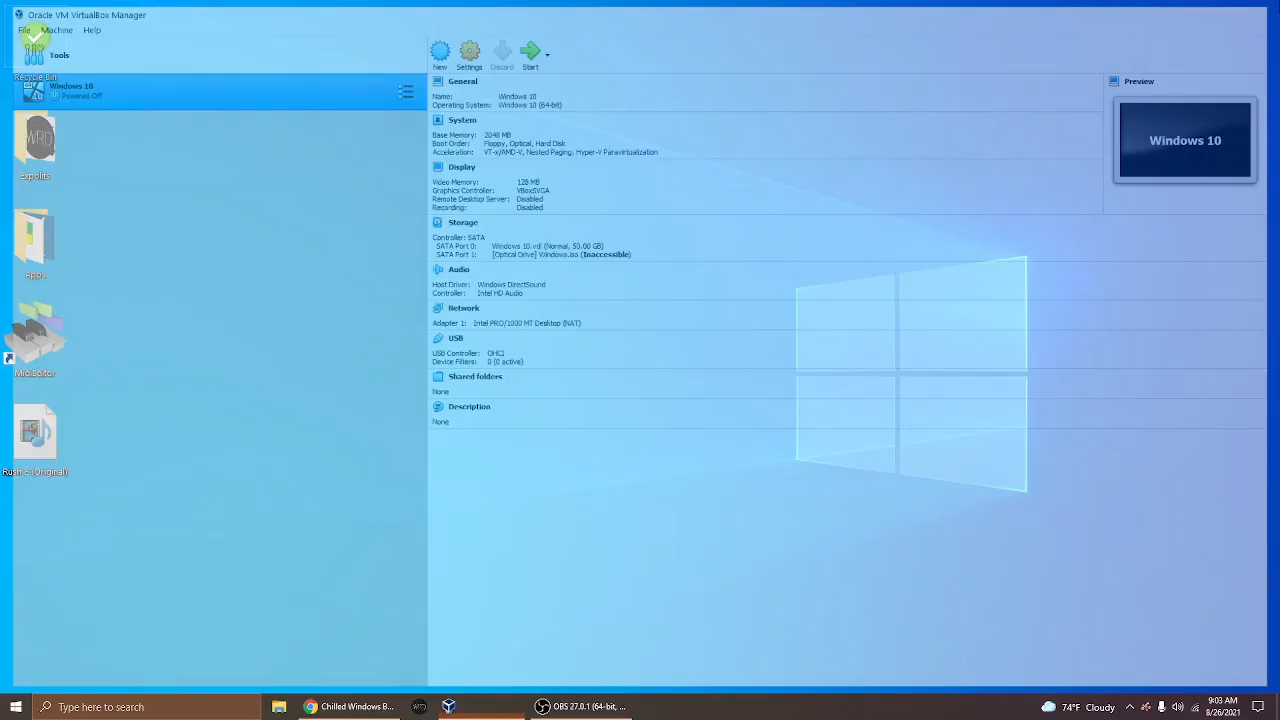 Oracle VM VirtualBox Manager
File Machine Help
Tools
Recycle Bin
Windows 10
Powered Off
WRD
Expolits
Apps
MidiEditor
Rush E (Original)
New Settings Discard Start
General
Name: Windows 10
Operating System: Windows 10 (64-bit)
System
Base Memory: 2048 MB
Boot Order: Floppy, Optical, Hard Disk
Acceleration: VT-x/AMD-V, Nested Paging, Hyper-V Paravirtualization
Display
Video Memory: 128 MB
Graphics Controller: VBoxSVGA
Remote Desktop Server: Disabled
Recording: Disabled
Storage
Controller: SATA
SATA Port 0: Windows 10.vdi (Normal, 50.00 GB)
SATA Port 1: [Optical Drive] Windows.iso (Inaccessible)
Audio
Host Driver: Windows DirectSound
Controller: Intel HD Audio
Network
Adapter 1: Intel PRO/1000 MT Desktop (NAT)
USB
USB Controller: OHCI
Device Filters: 0 (0 active)
Shared folders
None
Description
None
Preview
Windows 10
Type here to search
Chilled Windows B...
WRD
OBS 27.0.1 (64-bit, ...
77°F Cloudy
9:03 AM
8/26/2021